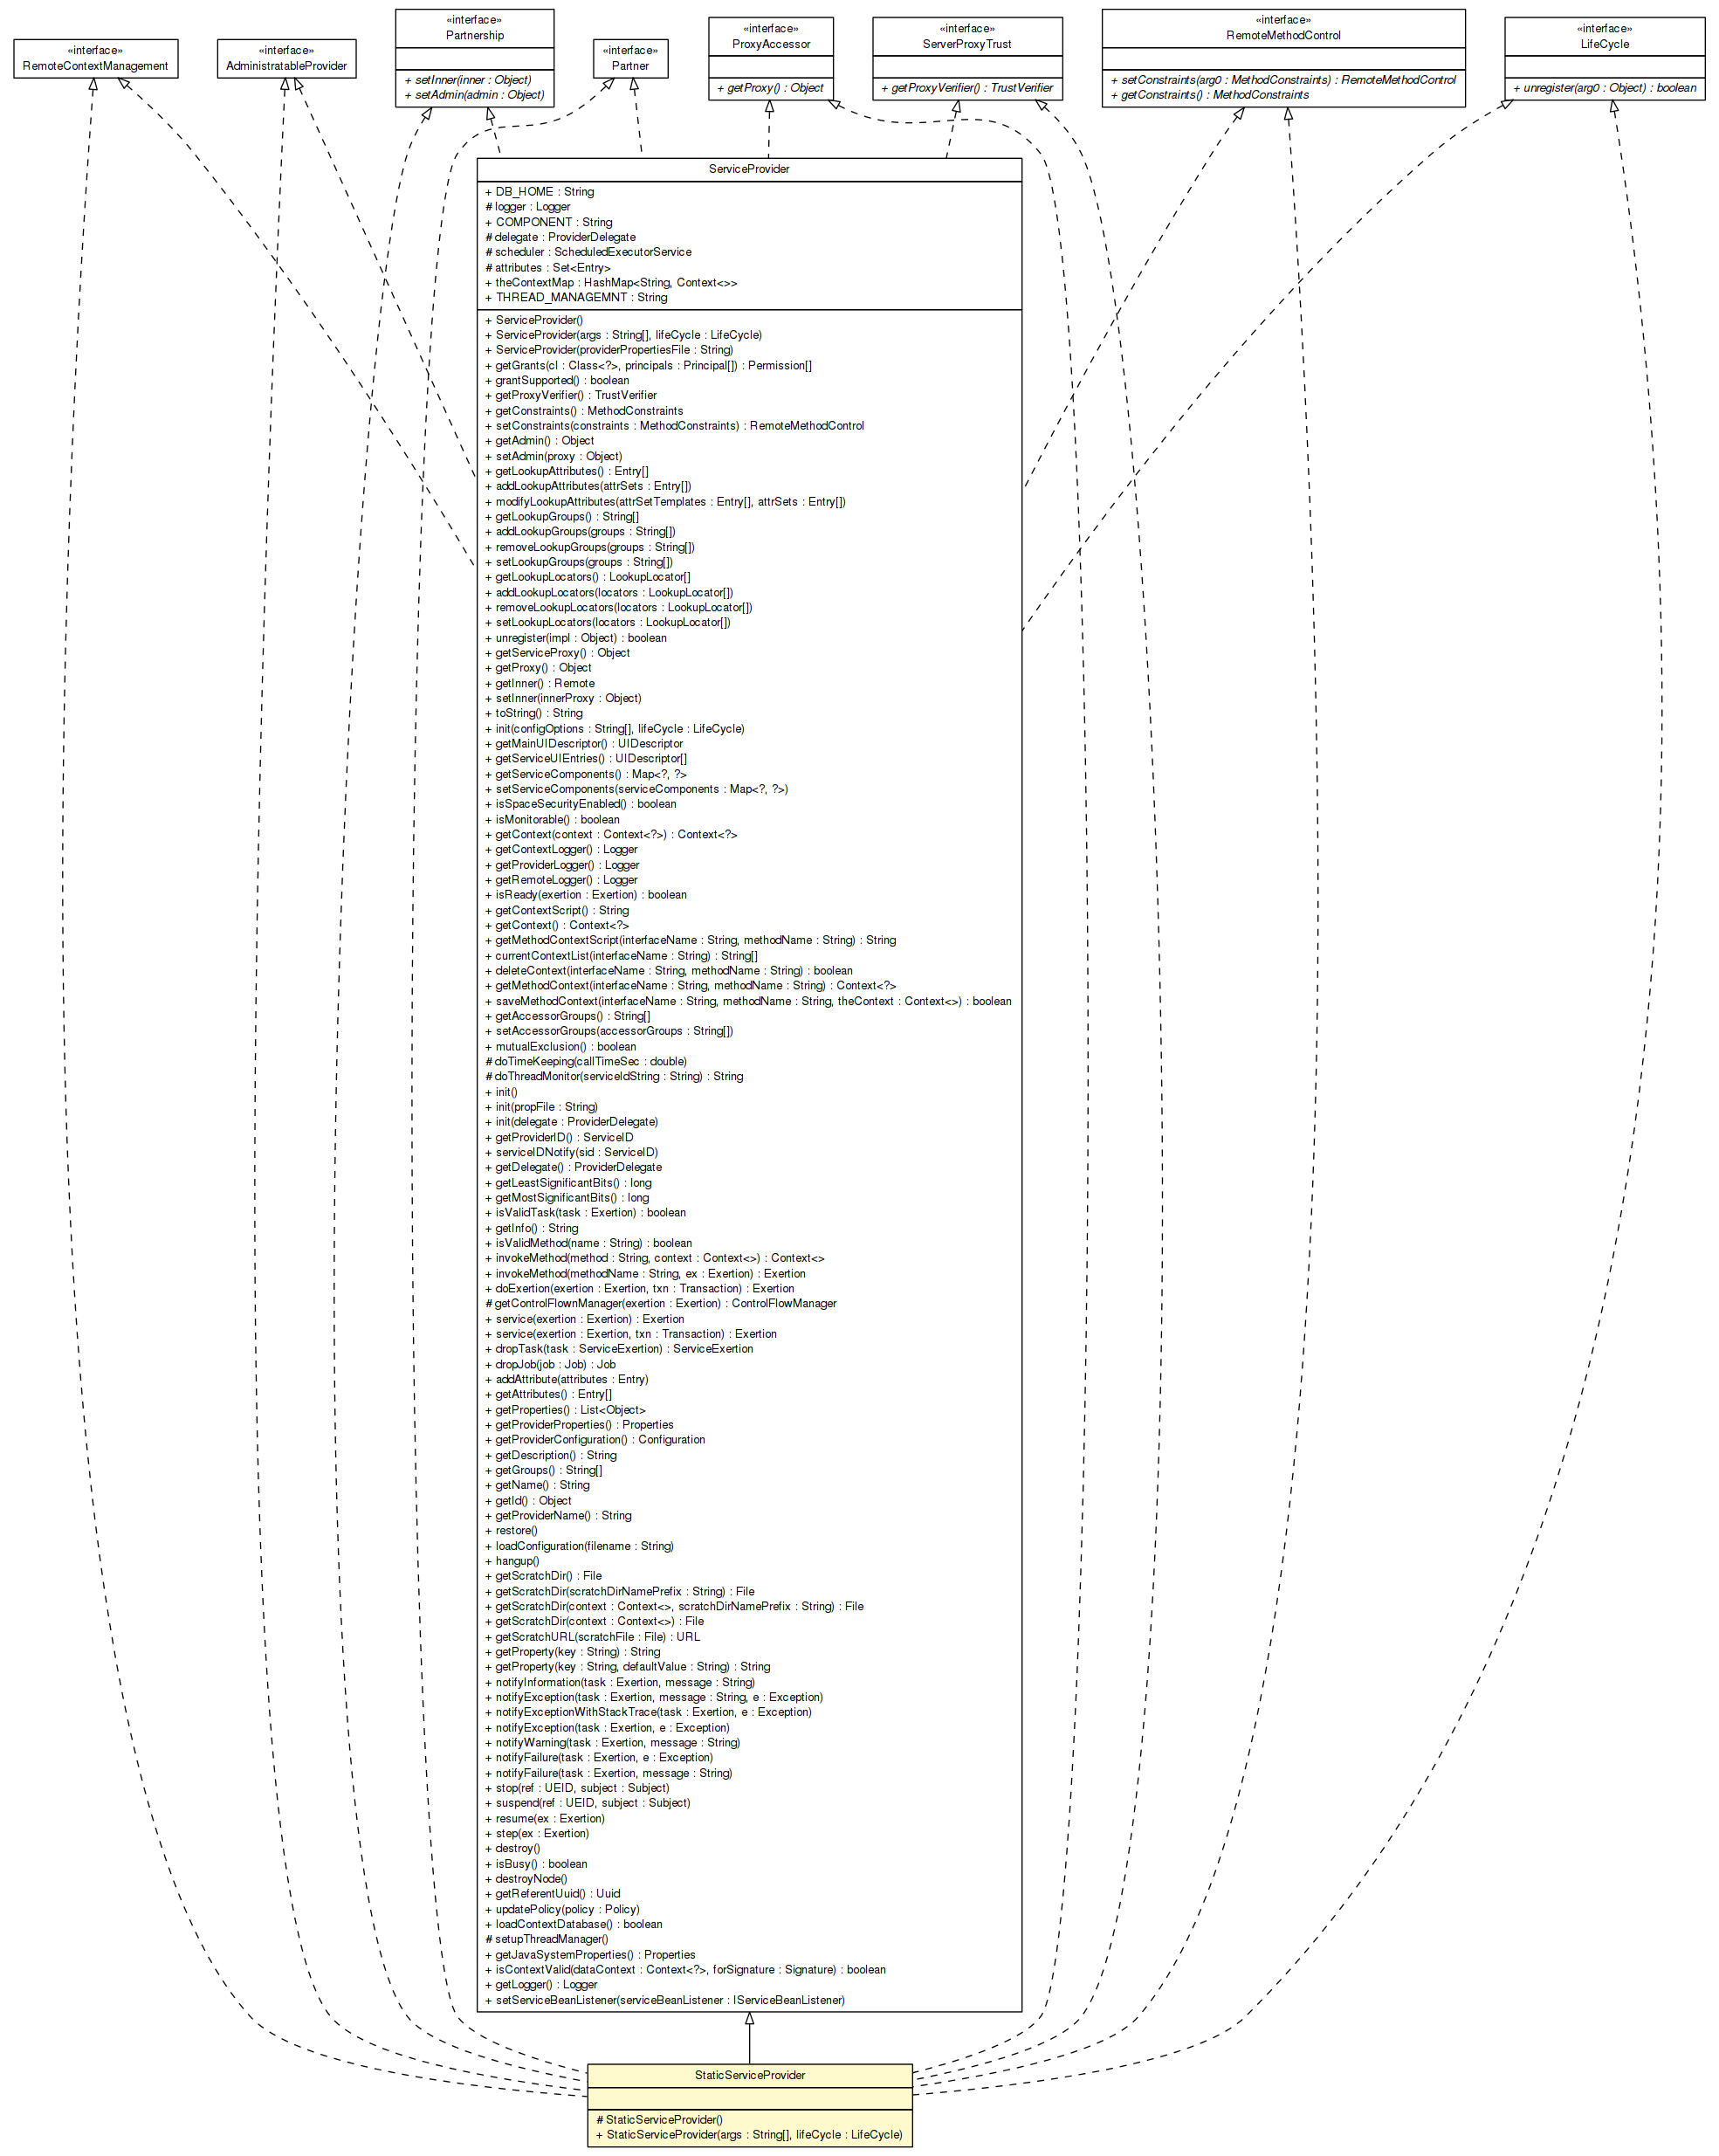 «interface»
RemoteContextManagement
«interface»
AdministratableProvider
«interface»
Partnership
+ setInner(inner : Object)
+ setAdmin(admin : Object)
«interface»
Partner
«interface»
ProxyAccessor
+ getProxy() : Object
«interface»
ServerProxyTrust
+ getProxyVerifier() : TrustVerifier
«interface»
RemoteMethodControl
+ setConstraints(arg0 : MethodConstraints) : RemoteMethodControl
+ getConstraints() : MethodConstraints
«interface»
LifeCycle
+ unregister(arg0 : Object) : boolean
ServiceProvider
+ DB_HOME : String
# logger : Logger
+ COMPONENT : String
# delegate : ProviderDelegate
# scheduler : ScheduledExecutorService
# attributes : Set<Entry>
+ theContextMap : HashMap<String, Context<>>
+ THREAD_MANAGEMNT : String
+ ServiceProvider()
+ ServiceProvider(args : String[], lifeCycle : LifeCycle)
+ ServiceProvider(providerPropertiesFile : String)
+ getGrants(cl : Class<?>, principals : Principal[]) : Permission[]
+ grantSupported() : boolean
+ getProxyVerifier() : TrustVerifier
+ getConstraints() : MethodConstraints
+ setConstraints(constraints : MethodConstraints) : RemoteMethodControl
+ getAdmin() : Object
+ setAdmin(proxy : Object)
+ getLookupAttributes() : Entry[]
+ addLookupAttributes(attrSets : Entry[])
+ modifyLookupAttributes(attrSetTemplates : Entry[], attrSets : Entry[])
+ getLookupGroups() : String[]
+ addLookupGroups(groups : String[])
+ removeLookupGroups(groups : String[])
+ setLookupGroups(groups : String[])
+ getLookupLocators() : LookupLocator[]
+ addLookupLocators(locators : LookupLocator[])
+ removeLookupLocators(locators : LookupLocator[])
+ setLookupLocators(locators : LookupLocator[])
+ unregister(impl : Object) : boolean
+ getServiceProxy() : Object
+ getProxy() : Object
+ getInner() : Remote
+ setInner(innerProxy : Object)
+ toString() : String
+ init(configOptions : String[], lifeCycle : LifeCycle)
+ getMainUIDescriptor() : UIDescriptor
+ getServiceUIEntries() : UIDescriptor[]
+ getServiceComponents() : Map<?, ?>
+ setServiceComponents(serviceComponents : Map<?, ?>)
+ isSpaceSecurityEnabled() : boolean
+ isMonitorable() : boolean
+ getContext(context : Context<?>) : Context<?>
+ getContextLogger() : Logger
+ getProviderLogger() : Logger
+ getRemoteLogger() : Logger
+ isReady(exertion : Exertion) : boolean
+ getContextScript() : String
+ getContext() : Context<?>
+ getMethodContextScript(interfaceName : String, methodName : String) : String
+ currentContextList(interfaceName : String) : String[]
+ deleteContext(interfaceName : String, methodName : String) : boolean
+ getMethodContext(interfaceName : String, methodName : String) : Context<?>
+ saveMethodContext(interfaceName : String, methodName : String, theContext : Context<>) : boolean
+ getAccessorGroups() : String[]
+ setAccessorGroups(accessorGroups : String[])
+ mutualExclusion() : boolean
# doTimeKeeping(callTimeSec : double)
# doThreadMonitor(serviceIdString : String) : String
+ init()
+ init(propFile : String)
+ init(delegate : ProviderDelegate)
+ getProviderID() : ServiceID
+ serviceIDNotify(sid : ServiceID)
+ getDelegate() : ProviderDelegate
+ getLeastSignificantBits() : long
+ getMostSignificantBits() : long
+ isValidTask(task : Exertion) : boolean
+ getInfo() : String
+ isValidMethod(name : String) : boolean
+ invokeMethod(method : String, context : Context<>) : Context<>
+ invokeMethod(methodName : String, ex : Exertion) : Exertion
+ doExertion(exertion : Exertion, txn : Transaction) : Exertion
# getControlFlownManager(exertion : Exertion) : ControlFlowManager
+ service(exertion : Exertion) : Exertion
+ service(exertion : Exertion, txn : Transaction) : Exertion
+ dropTask(task : ServiceExertion) : ServiceExertion
+ dropJob(job : Job) : Job
+ addAttribute(attributes : Entry)
+ getAttributes() : Entry[]
+ getProperties() : List<Object>
+ getProviderProperties() : Properties
+ getProviderConfiguration() : Configuration
+ getDescription() : String
+ getGroups() : String[]
+ getName() : String
+ getId() : Object
+ getProviderName() : String
+ restore()
+ loadConfiguration(filename : String)
+ hangup()
+ getScratchDir() : File
+ getScratchDir(scratchDirNamePrefix : String) : File
+ getScratchDir(context : Context<>, scratchDirNamePrefix : String) : File
+ getScratchDir(context : Context<>) : File
+ getScratchURL(scratchFile : File) : URL
+ getProperty(key : String) : String
+ getProperty(key : String, defaultValue : String) : String
+ notifyInformation(task : Exertion, message : String)
+ notifyException(task : Exertion, message : String, e : Exception)
+ notifyExceptionWithStackTrace(task : Exertion, e : Exception)
+ notifyException(task : Exertion, e : Exception)
+ notifyWarning(task : Exertion, message : String)
+ notifyFailure(task : Exertion, e : Exception)
+ notifyFailure(task : Exertion, message : String)
+ stop(ref : UEID, subject : Subject)
+ suspend(ref : UEID, subject : Subject)
+ resume(ex : Exertion)
+ step(ex : Exertion)
+ destroy()
+ isBusy() : boolean
+ destroyNode()
+ getReferentUuid() : Uuid
+ updatePolicy(policy : Policy)
+ loadContextDatabase() : boolean
# setupThreadManager()
+ getJavaSystemProperties() : Properties
+ isContextValid(dataContext : Context<?>, forSignature : Signature) : boolean
+ getLogger() : Logger
+ setServiceBeanListener(serviceBeanListener : IServiceBeanListener)
StaticServiceProvider
# StaticServiceProvider()
+ StaticServiceProvider(args : String[], lifeCycle : LifeCycle)